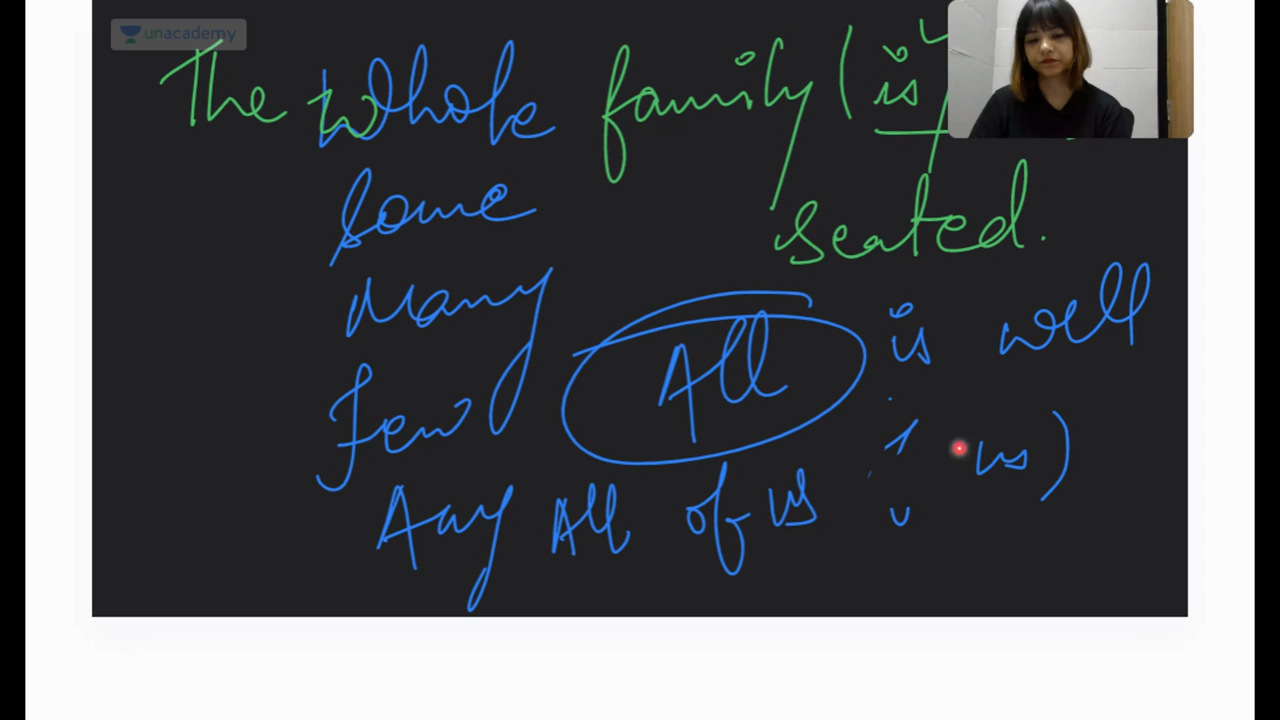 unacademy
The whole family (is
seated.
Some
Many
Few
All is well
us)
Any All of us